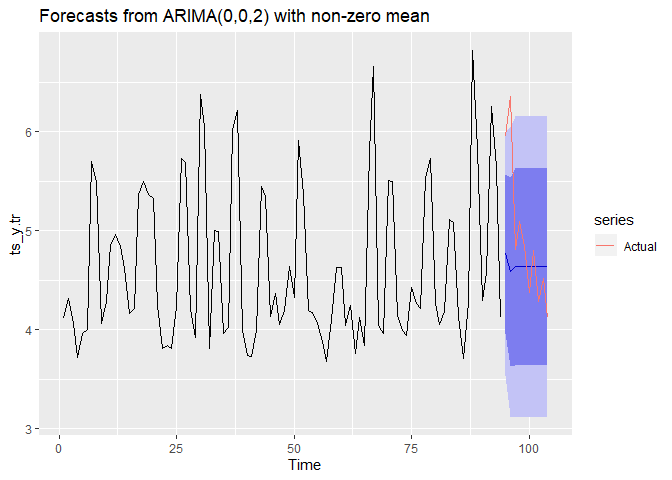 Forecasts from ARIMA(0,0,2) with non-zero mean
6
5
4
3
ts_y.tr
0
25
50
75
100
Time
series
Actual